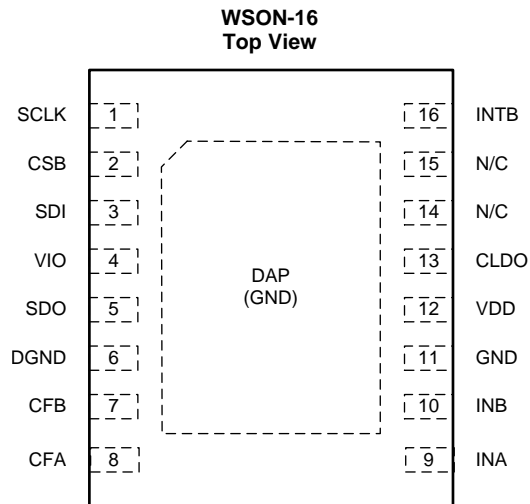 WSON-16
Top View
SCLK 1 16 INTB
CSB 2 15 N/C
SDI 3 14 N/C
VIO 4 13 CLDO
DAP
(GND)
SDO 5 12 VDD
DGND 6 11 GND
CFB 7 10 INB
CFA 8 9 INA